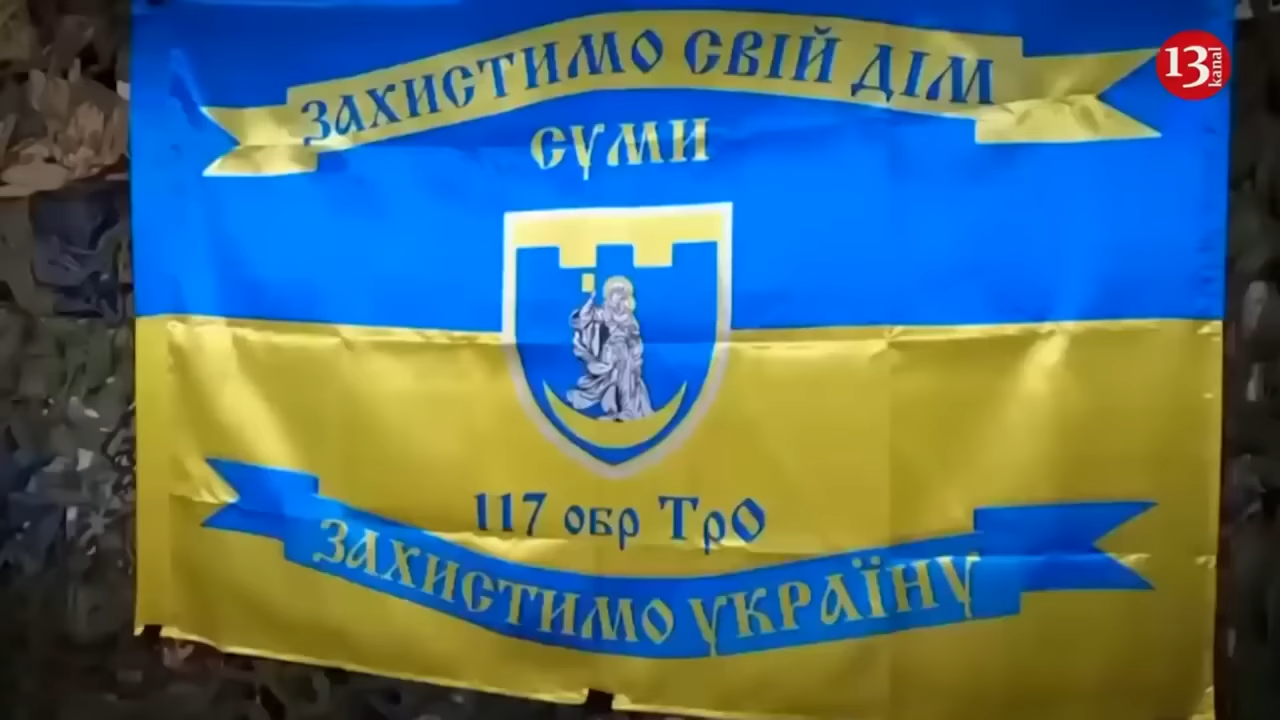 ЗАХИСТИМО СВІЙ ДІМ
СУМИ
117 обр ТрО
ЗАХИСТИМО УКРАЇНУ
13 kanal